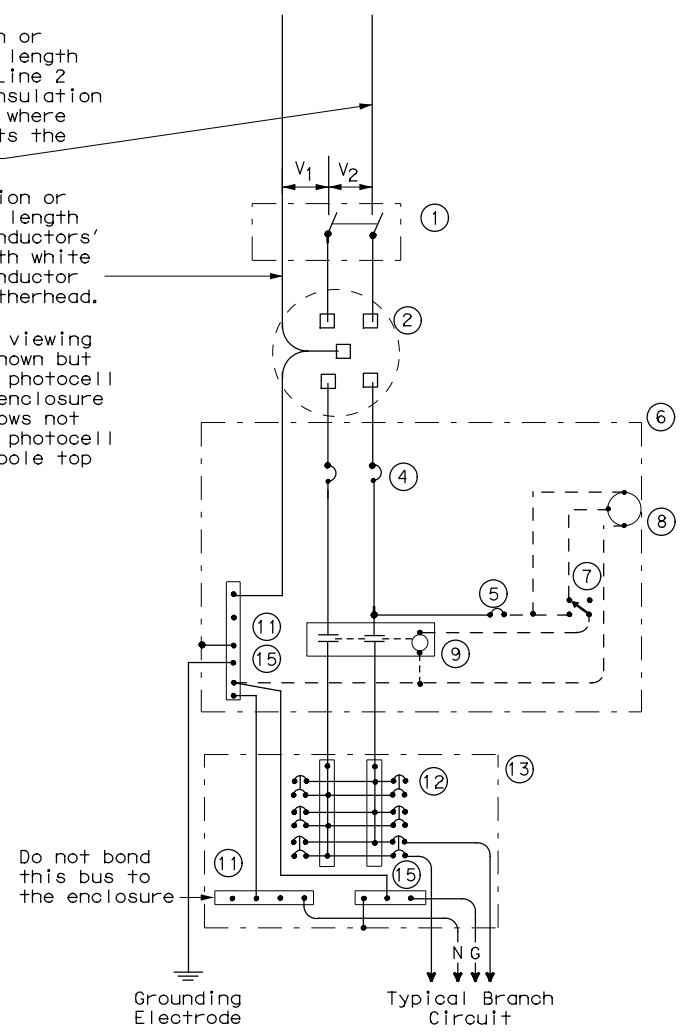 n or
length
Line 2
nsulation
where
ts the
ion or
length
nductors'
th white
nductor
therhead.
viewing
hown but
photocell
enclosure
ows not
photocell
pole top
V1
V2
1
2
6
4
8
7
5
11
15
9
13
12
Do not bond
this bus to
the enclosure
11
15
N G
Grounding
Electrode
Typical Branch
Circuit